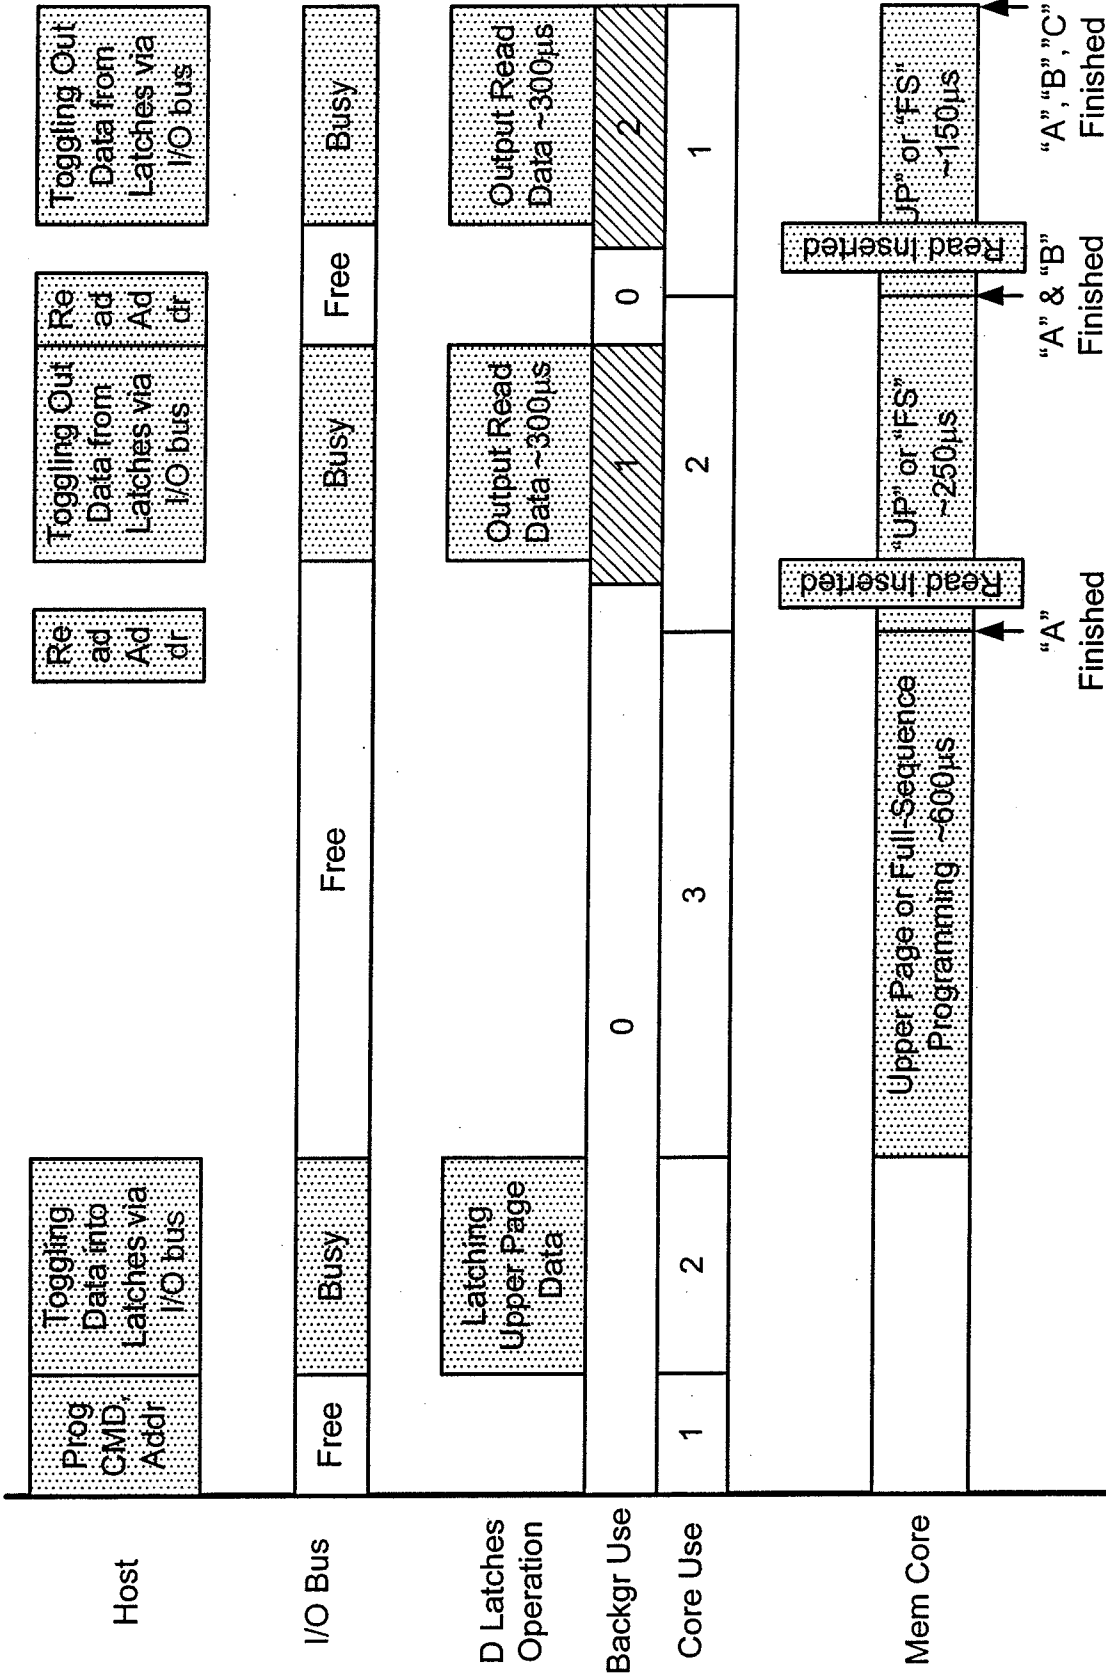 Host
Prog
CMD,
Addr
Toggling
Data into
Latches via
I/O bus
Re
ad
Ad
dr
Toggling Out
Data from
Latches via
I/O bus
Re
ad
Ad
dr
Toggling Out
Data from
Latches via
I/O bus
I/O Bus
Free
Busy
Free
Busy
Free
Busy
D Latches
Operation
Latching
Upper Page
Data
Output Read
Data ~300µs
Output Read
Data ~300µs
Backgr Use
0
1
0
2
Core Use
1
2
3
2
1
Mem Core
Upper Page or Full-Sequence
Programming ~600µs
Read Inserted
"UP" or "FS"
~250µs
Read Inserted
UP" or "FS"
~150µs
"A"
Finished
"A" & "B"
Finished
"A","B","C"
Finished